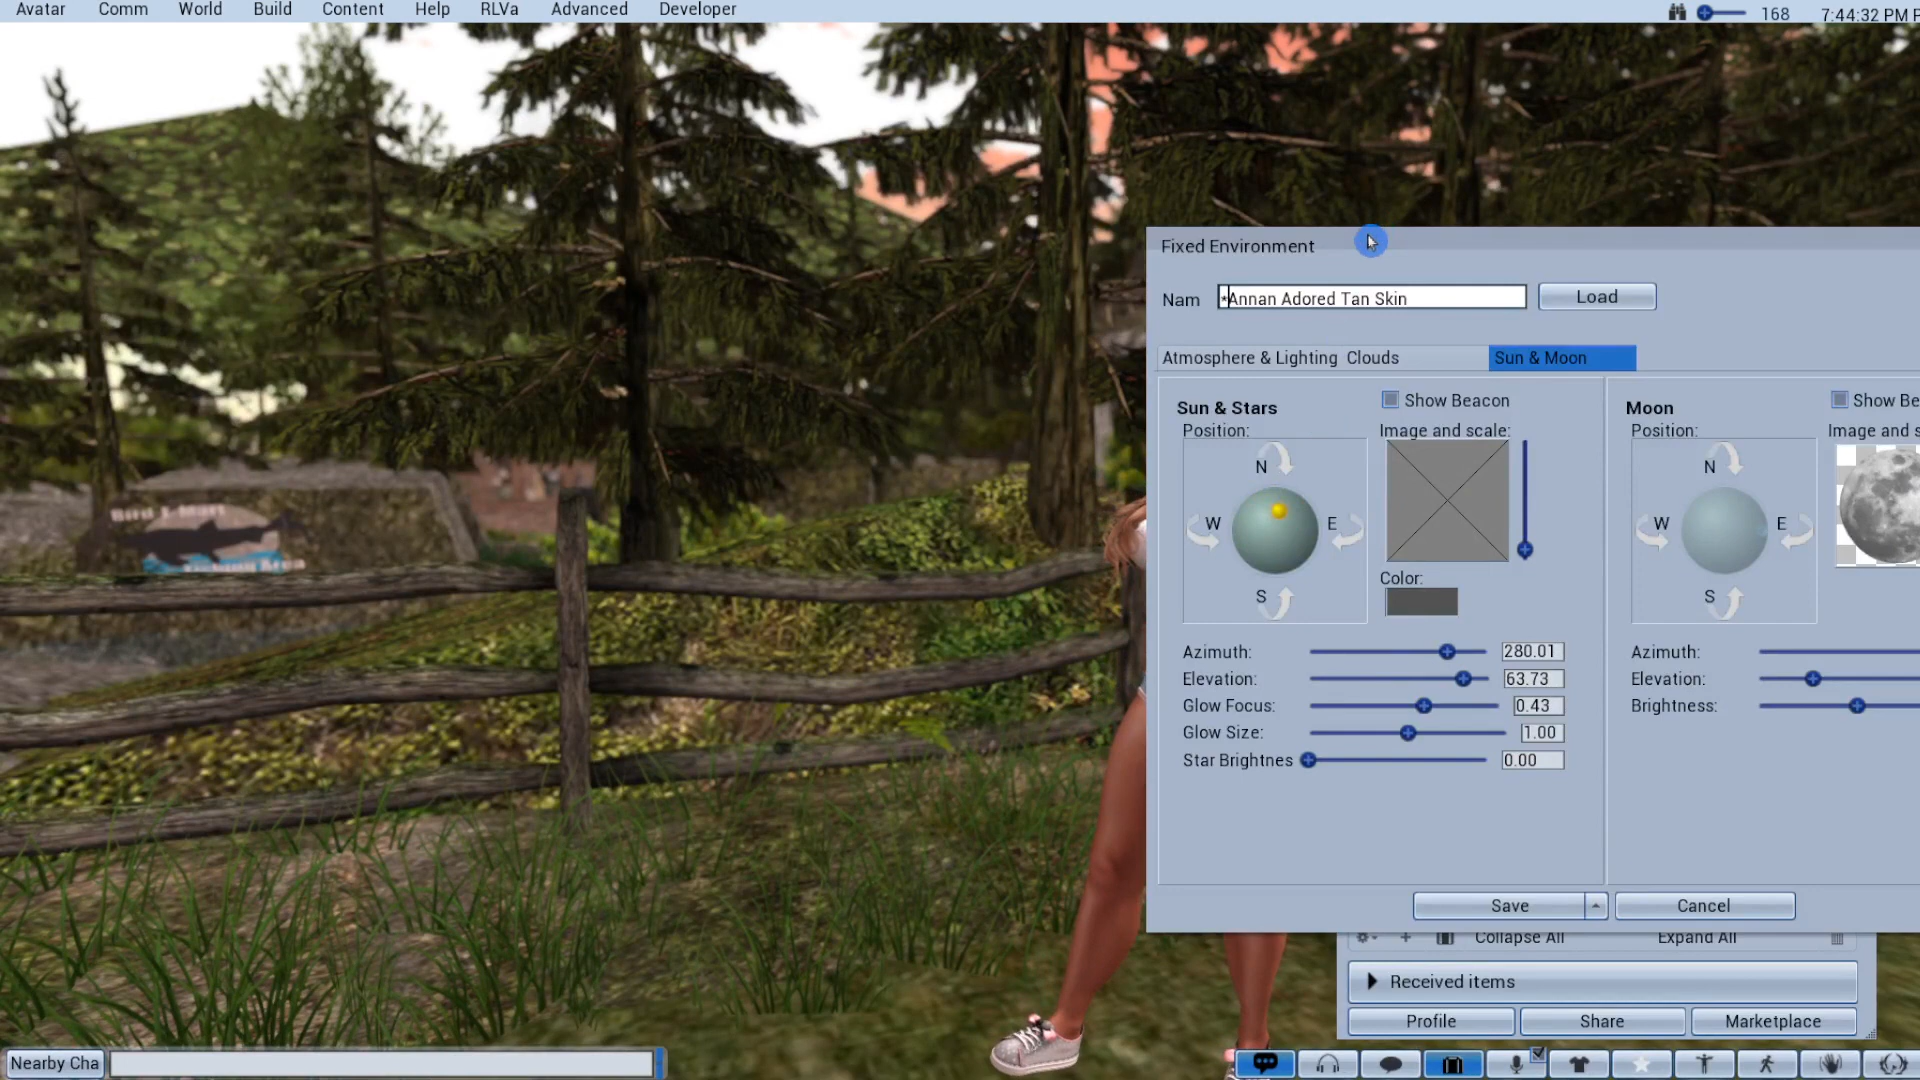 Avatar Comm World Build Content Help RLVa Advanced Developer 168 7:44:32 PM P
Fixed Environment
Nam *Annan Adored Tan Skin Load
Atmosphere & Lighting Clouds Sun & Moon
Sun & Stars Show Beacon Moon Show Be
Position: Image and scale: Position: Image and s
N N
W E W E
Color:
S S
Azimuth: 280.01 Azimuth:
Elevation: 63.73 Elevation:
Glow Focus: 0.43 Brightness:
Glow Size: 1.00
Star Brightnes 0.00
Save Cancel
Collapse All Expand All
Received items
Profile Share Marketplace
Nearby Cha